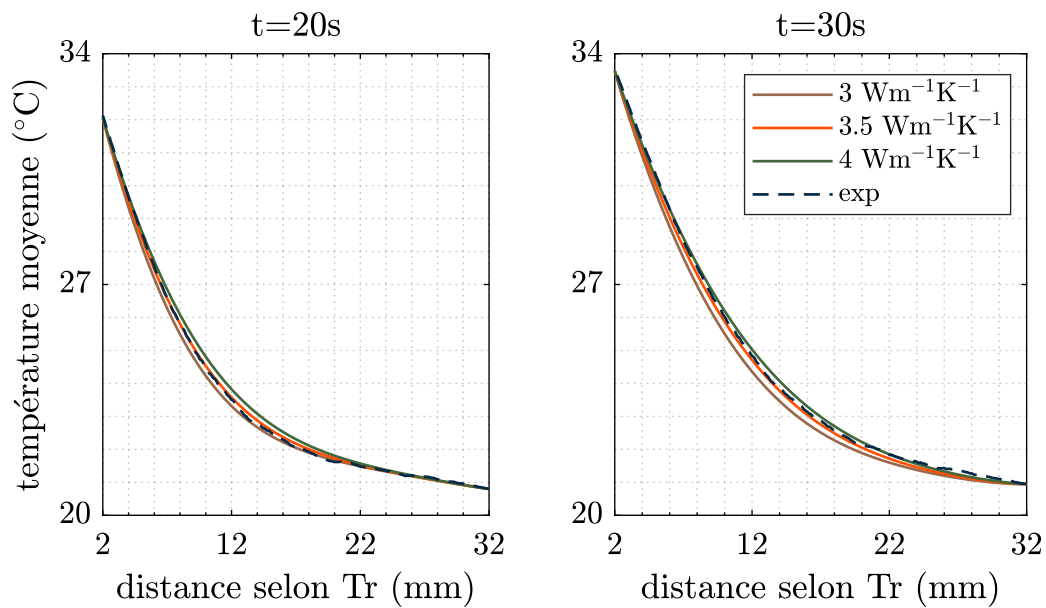 t=20s
t=30s
température moyenne (°C)
34
27
20
2 12 22 32
distance selon Tr (mm)
34
27
20
2 12 22 32
distance selon Tr (mm)
3 Wm⁻¹K⁻¹
3.5 Wm⁻¹K⁻¹
4 Wm⁻¹K⁻¹
exp